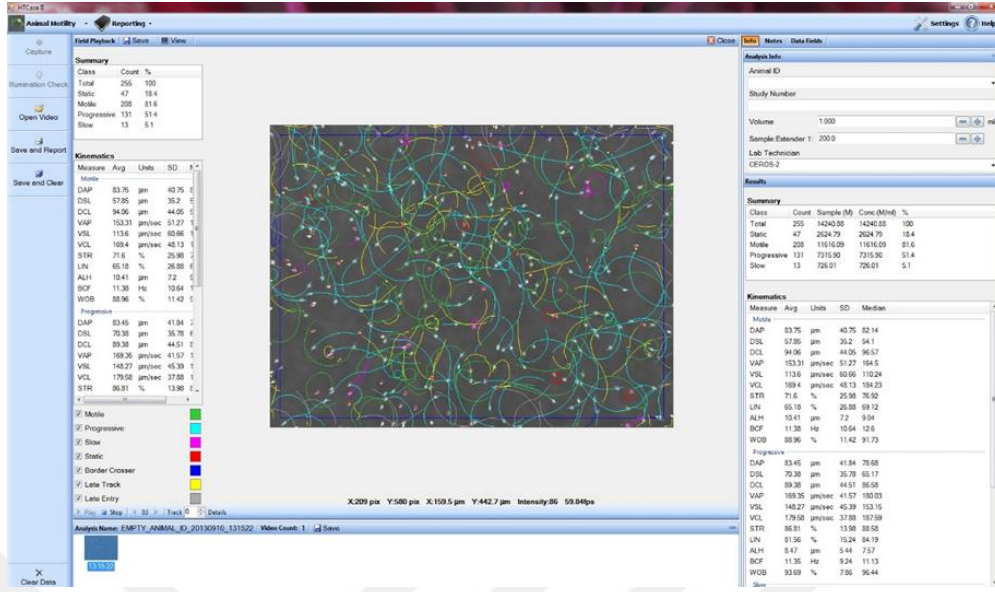 HTCasa II
Animal Motility
Reporting
Settings
Help
Capture
Illumination Check
Open Video
Save and Report
Save and Clear
Clear Data
Field Playback Save View Close
Summary
Class Count %
Total 255 100
Static 47 18.4
Motile 208 81.6
Progressive 131 51.4
Slow 13 5.1
Kinematics
Measure Avg Units SD
Motile
DAP 83.75 µm 40.75
DSL 57.85 µm 35.2
DCL 94.06 µm 44.05
VAP 153.31 µm/sec 51.27
VSL 113.6 µm/sec 60.66
VCL 169.4 µm/sec 48.13
STR 71.6 % 25.98
LIN 65.18 % 26.88
ALH 10.41 µm 7.2
BCF 11.38 Hz 10.64
WOB 88.96 % 11.42
Progressive
DAP 83.45 µm 41.84
DSL 70.38 µm 35.78
DCL 89.38 µm 44.51
VAP 169.35 µm/sec 41.57
VSL 148.27 µm/sec 45.39
VCL 179.58 µm/sec 37.88
STR 86.81 % 13.98
Motile
Progressive
Slow
Static
Border Crosser
Late Track
Late Entry
Play Stop Track 0 Details
X:209 pix Y:580 pix X:159.5 µm Y:442.7 µm Intensity:86 59.84fps
Analysis Name: EMPTY_ANIMAL_ID_20130910_131522 Video Count: 1 Save
13:15:22
Info Notes Data Fields
Analysis Info
Animal ID
Study Number
Volume 1.000 ml
Sample Extender 1: 200.0
Lab Technician
CEROS-2
Results
Summary
Class Count Sample (M) Conc (M/ml) %
Total 255 14240.88 14240.88 100
Static 47 2624.79 2624.79 18.4
Motile 208 11616.09 11616.09 81.6
Progressive 131 7315.90 7315.90 51.4
Slow 13 726.01 726.01 5.1
Kinematics
Measure Avg Units SD Median
Motile
DAP 83.75 µm 40.75 82.14
DSL 57.85 µm 35.2 54.1
DCL 94.06 µm 44.05 96.57
VAP 153.31 µm/sec 51.27 164.5
VSL 113.6 µm/sec 60.66 110.24
VCL 169.4 µm/sec 48.13 184.23
STR 71.6 % 25.98 76.92
LIN 65.18 % 26.88 69.12
ALH 10.41 µm 7.2 9.04
BCF 11.38 Hz 10.64 12.6
WOB 88.96 % 11.42 91.73
Progressive
DAP 83.45 µm 41.84 78.68
DSL 70.38 µm 35.78 65.17
DCL 89.38 µm 44.51 86.58
VAP 169.35 µm/sec 41.57 180.03
VSL 148.27 µm/sec 45.39 153.15
VCL 179.58 µm/sec 37.88 187.59
STR 86.81 % 13.98 88.58
LIN 81.56 % 15.24 84.19
ALH 8.47 µm 5.44 7.57
BCF 11.35 Hz 9.24 11.13
WOB 93.69 % 7.86 96.44
Slow